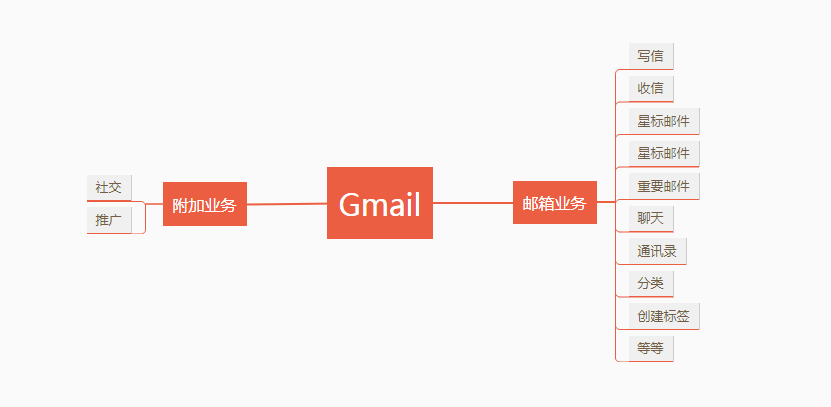 Gmail
附加业务
社交
推广
邮箱业务
写信
收信
星标邮件
星标邮件
重要邮件
聊天
通讯录
分类
创建标签
等等